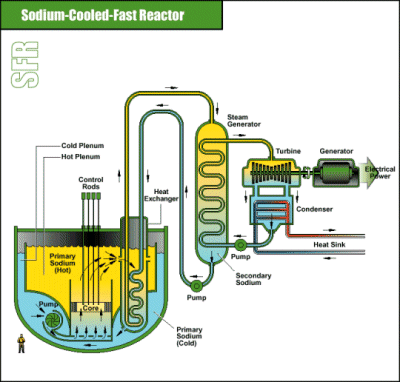 Sodium-Cooled-Fast Reactor
SFR
Steam
Generator
Turbine
Generator
Electrical
Power
Cold Plenum
Hot Plenum
Control
Rods
Heat
Exchanger
Condenser
Heat Sink
Pump
Primary
Sodium
(Hot)
Secondary
Sodium
Pump
Pump
Core
Primary
Sodium
(Cold)